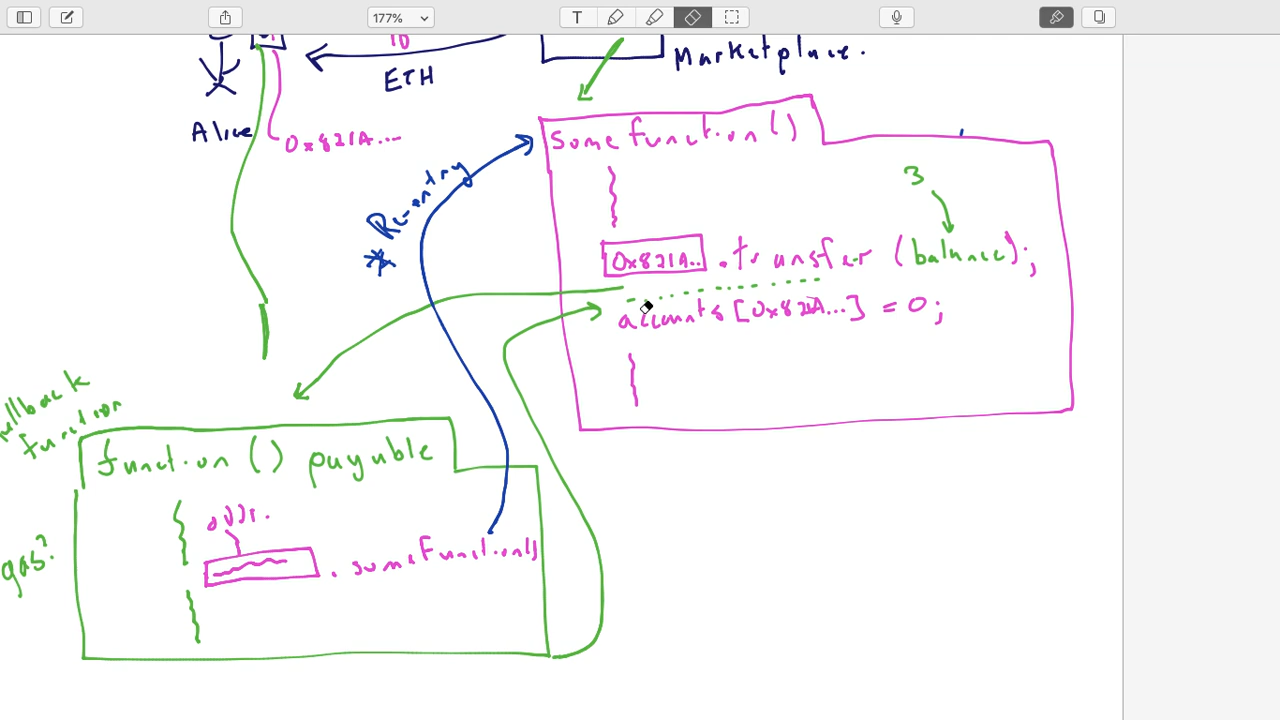 177%
T
10
ETH
Marketplace.
Alice
0x821A...
* Re-entry
some function ()
3
0x821A.. .transfer (balance);
accounts [0x821A...] = 0;
function
function () payable
gas?
addr.
. someFunction()